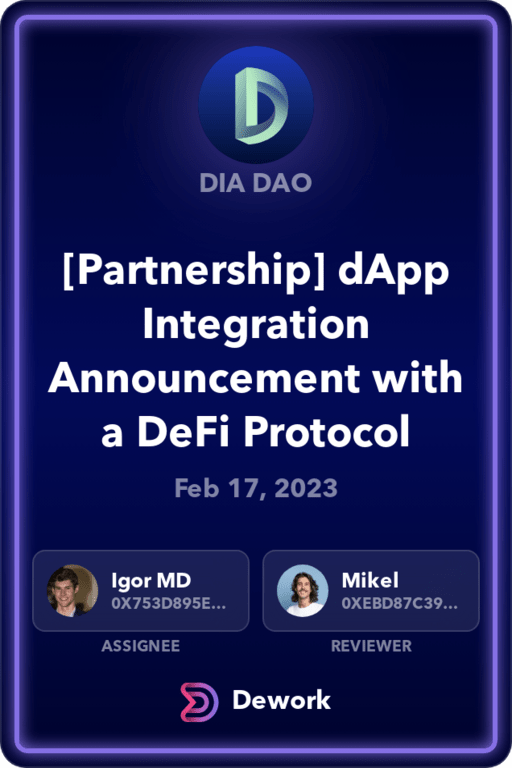 DIA DAO
[Partnership] dApp
Integration
Announcement with
a DeFi Protocol
Feb 17, 2023
Igor MD
0X753D895E...
ASSIGNEE
Mikel
0XEBD87C39...
REVIEWER
Dework